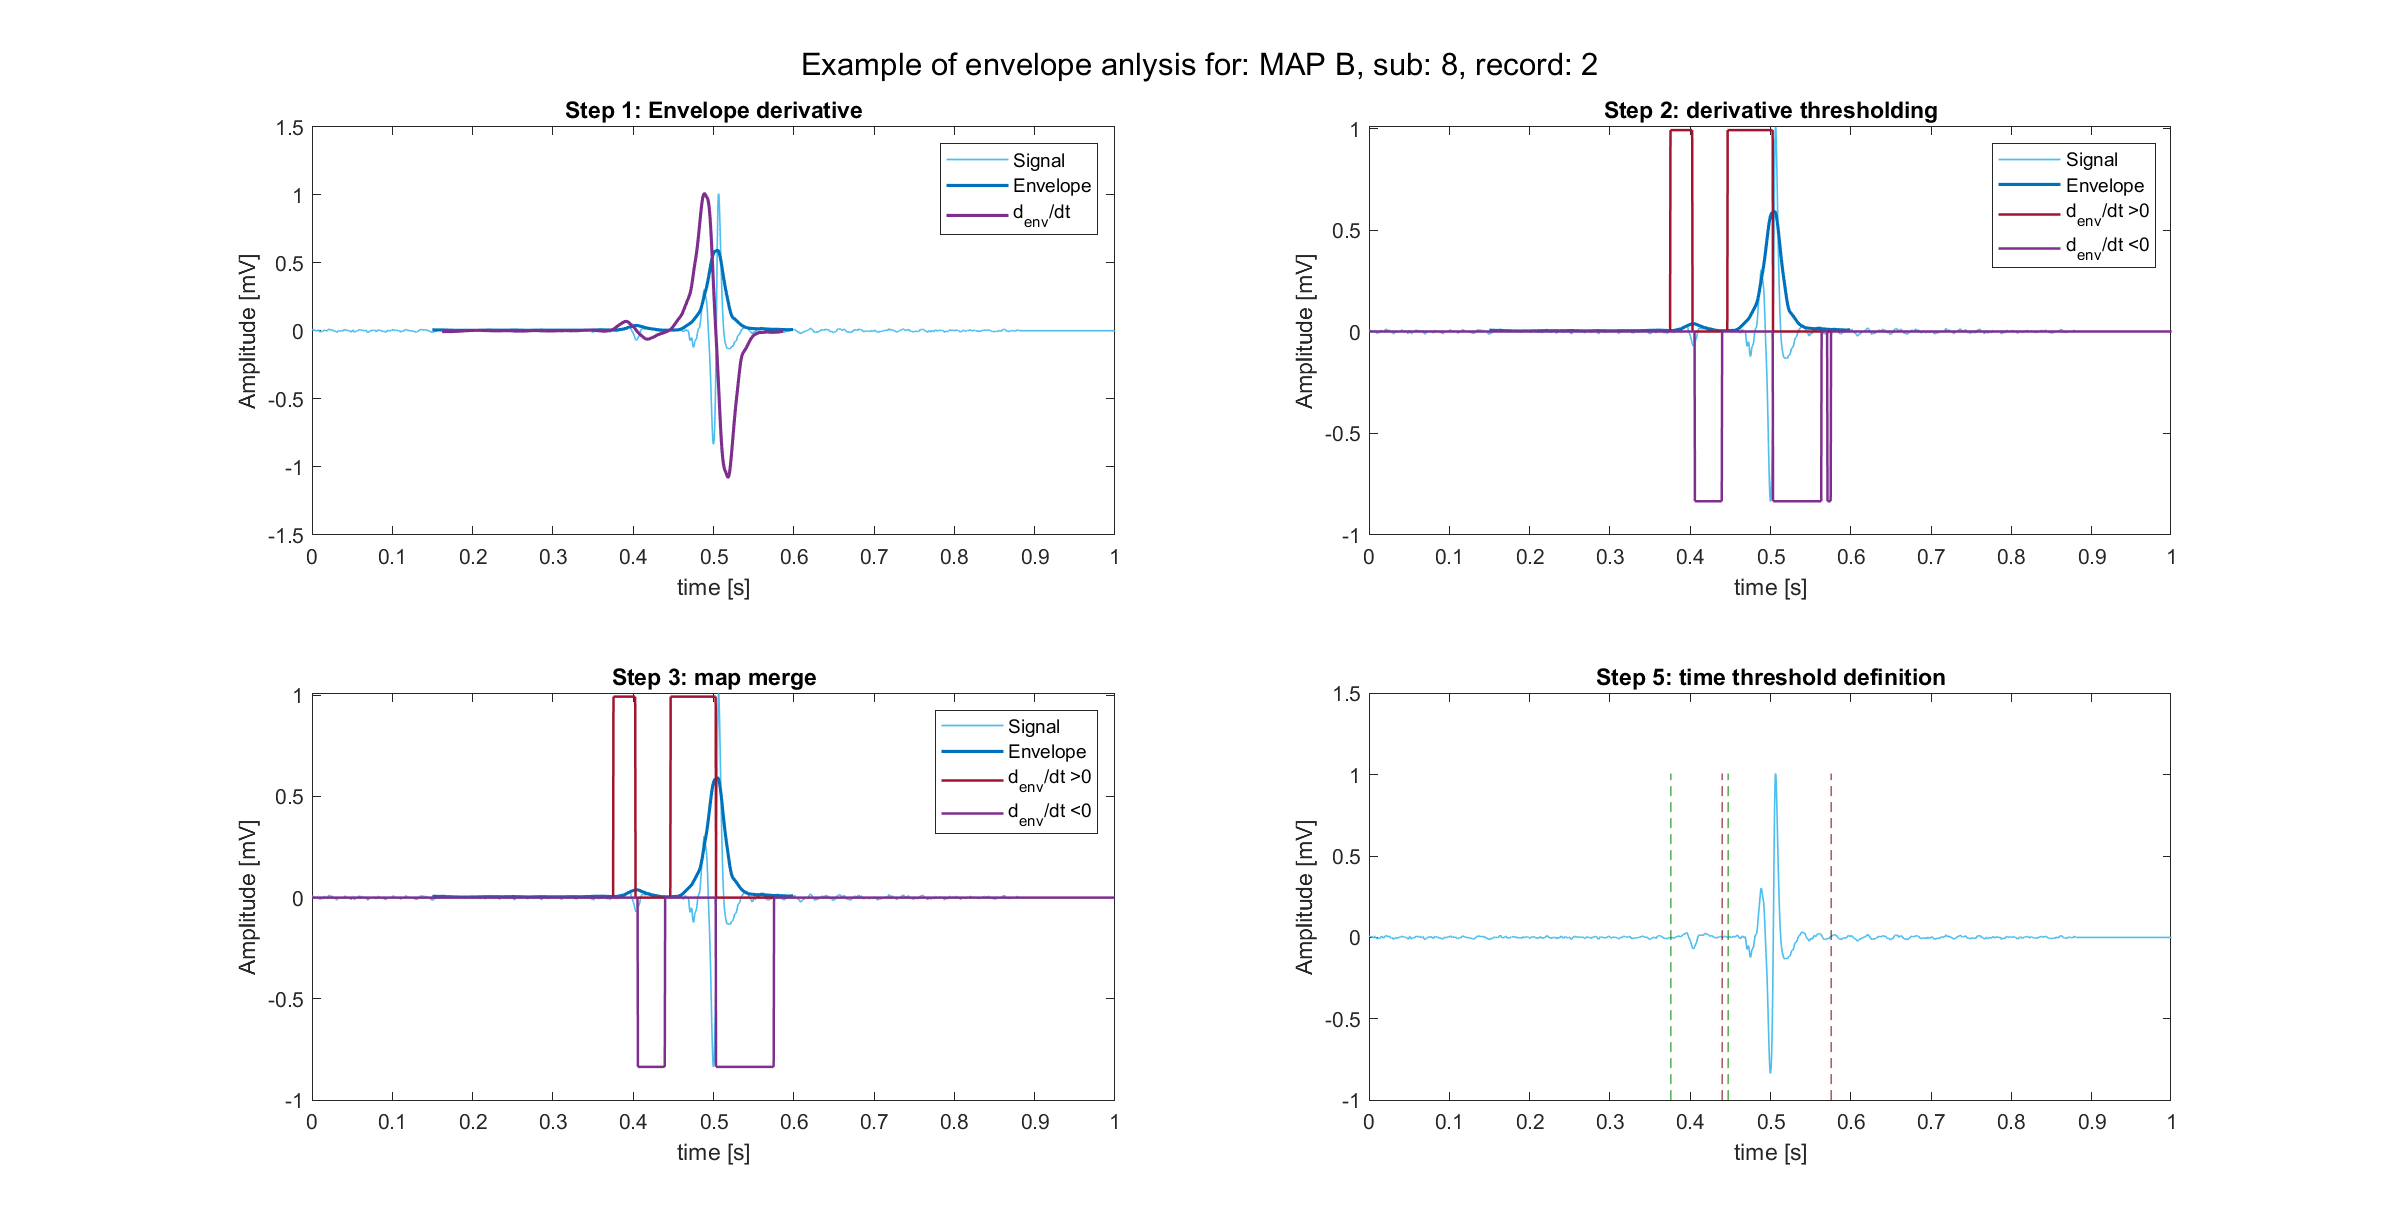 Example of envelope anlysis for: MAP B, sub: 8, record: 2
Step 1: Envelope derivative
1.5
1
0.5
0
-0.5
-1
-1.5
0 0.1 0.2 0.3 0.4 0.5 0.6 0.7 0.8 0.9 1
time [s]
Amplitude [mV]
Signal
Envelope
d_env/dt
Step 2: derivative thresholding
1
0.5
0
-0.5
-1
0 0.1 0.2 0.3 0.4 0.5 0.6 0.7 0.8 0.9 1
time [s]
Amplitude [mV]
Signal
Envelope
d_env/dt >0
d_env/dt <0
Step 3: map merge
1
0.5
0
-0.5
-1
0 0.1 0.2 0.3 0.4 0.5 0.6 0.7 0.8 0.9 1
time [s]
Amplitude [mV]
Signal
Envelope
d_env/dt >0
d_env/dt <0
Step 5: time threshold definition
1.5
1
0.5
0
-0.5
-1
0 0.1 0.2 0.3 0.4 0.5 0.6 0.7 0.8 0.9 1
time [s]
Amplitude [mV]